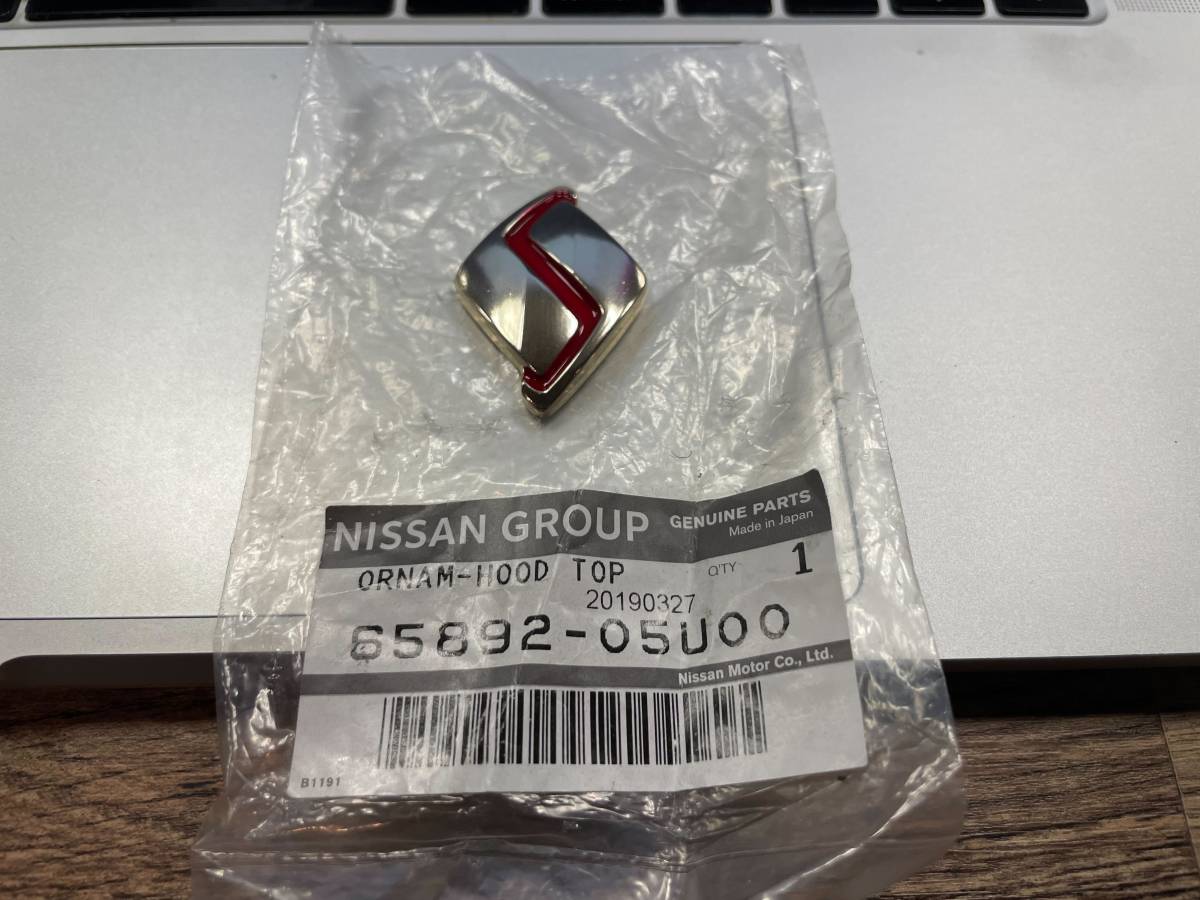 NISSAN GROUP
GENUINE PARTS
Made in Japan
ORNAM-HOOD TOP
Q'TY 1
20190327
65892-05U00
Nissan Motor Co., Ltd.
B1191